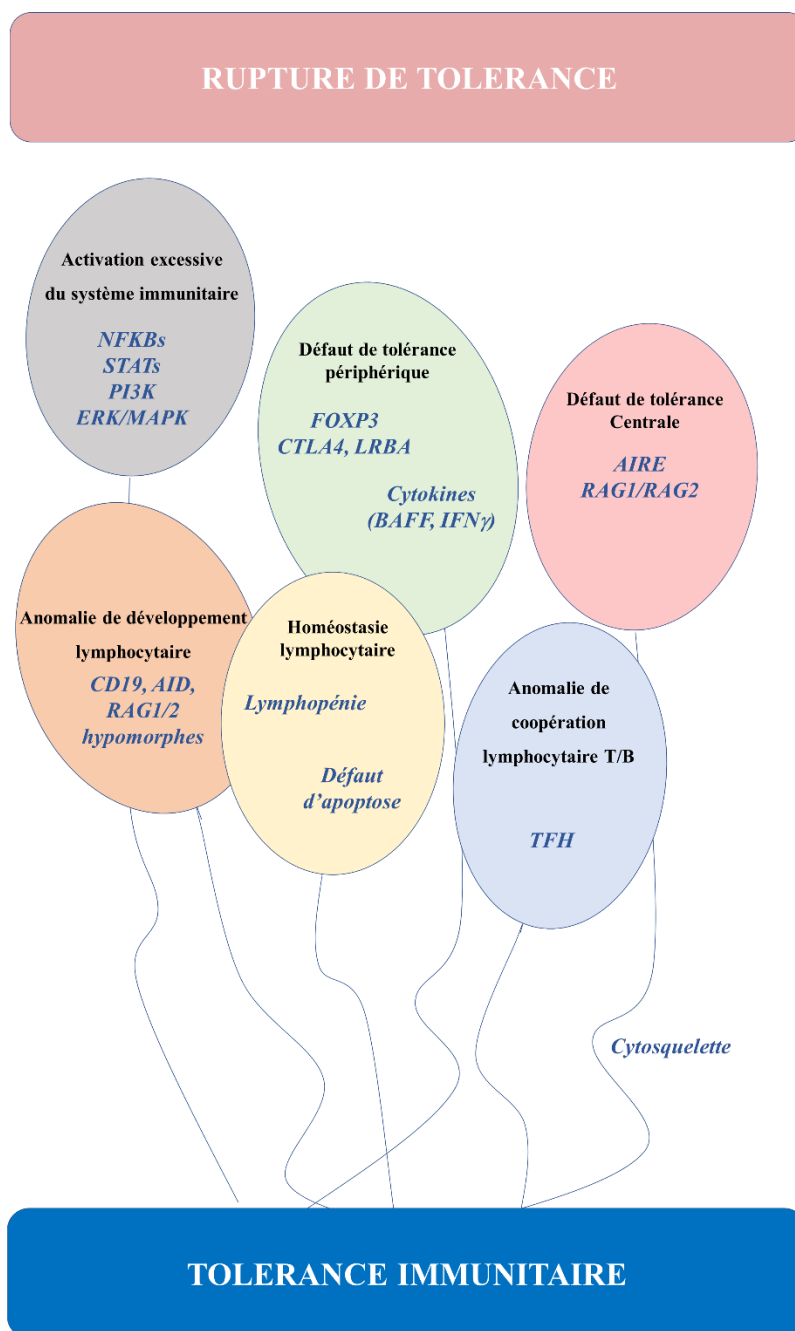 RUPTURE DE TOLERANCE
Activation excessive
du système immunitaire
NFKBs
STATs
PI3K
ERK/MAPK
Défaut de tolérance
périphérique
FOXP3
CTLA4, LRBA
Cytokines
(BAFF, IFNγ)
Défaut de tolérance
Centrale
AIRE
RAG1/RAG2
Anomalie de développement
lymphocytaire
CD19, AID,
RAG1/2
hypomorphes
Homéostasie
lymphocytaire
Lymphopénie
Défaut
d’apoptose
Anomalie de
coopération
lymphocytaire T/B
TFH
Cytosquelette
TOLERANCE IMMUNITAIRE